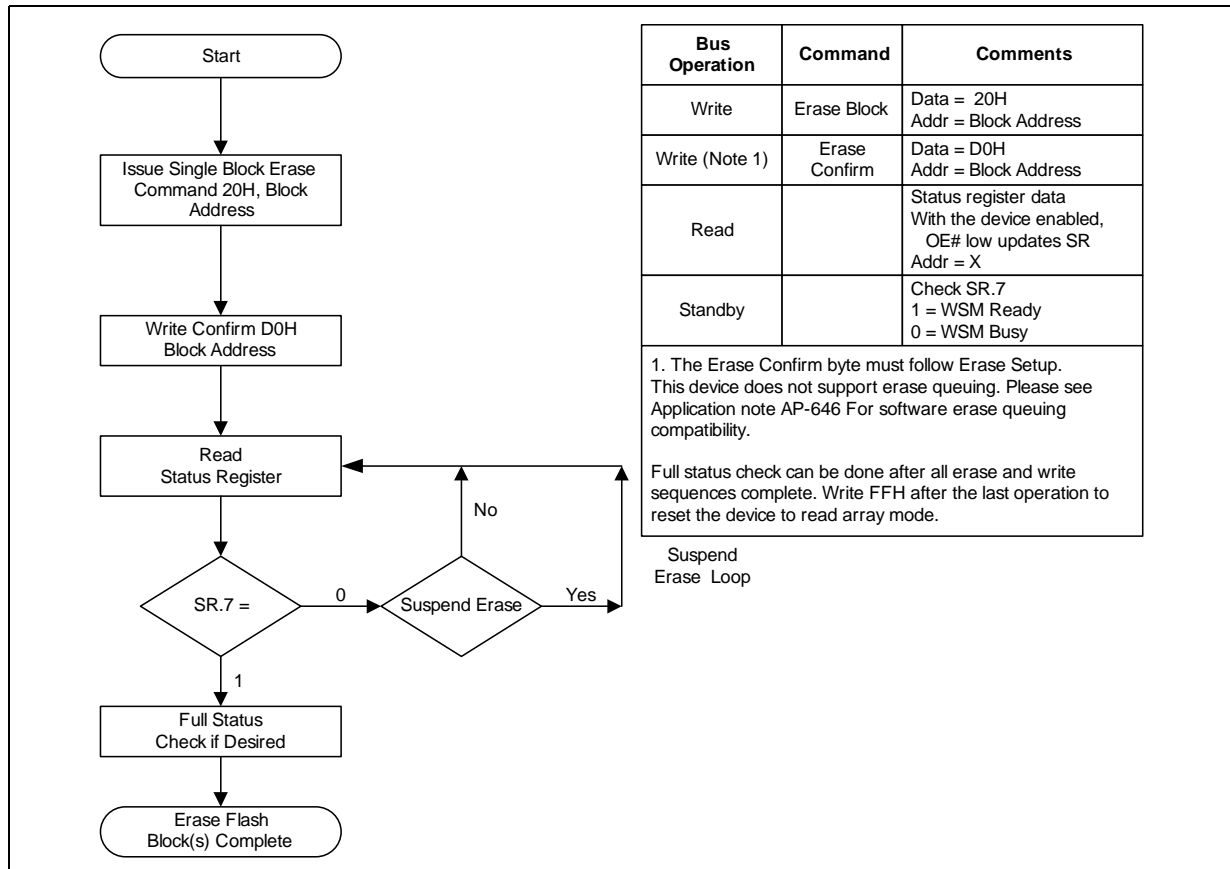 Start
Issue Single Block Erase
Command 20H, Block
Address
Write Confirm D0H
Block Address
Read
Status Register
No
SR.7 =
0
Suspend Erase
Yes
Suspend
Erase Loop
1
Full Status
Check if Desired
Erase Flash
Block(s) Complete
Bus
Operation
Command
Comments
Write
Erase Block
Data = 20H
Addr = Block Address
Write (Note 1)
Erase
Confirm
Data = D0H
Addr = Block Address
Read
Status register data
With the device enabled,
OE# low updates SR
Addr = X
Standby
Check SR.7
1 = WSM Ready
0 = WSM Busy
1. The Erase Confirm byte must follow Erase Setup.
This device does not support erase queuing. Please see
Application note AP-646 For software erase queuing
compatibility.
Full status check can be done after all erase and write
sequences complete. Write FFH after the last operation to
reset the device to read array mode.